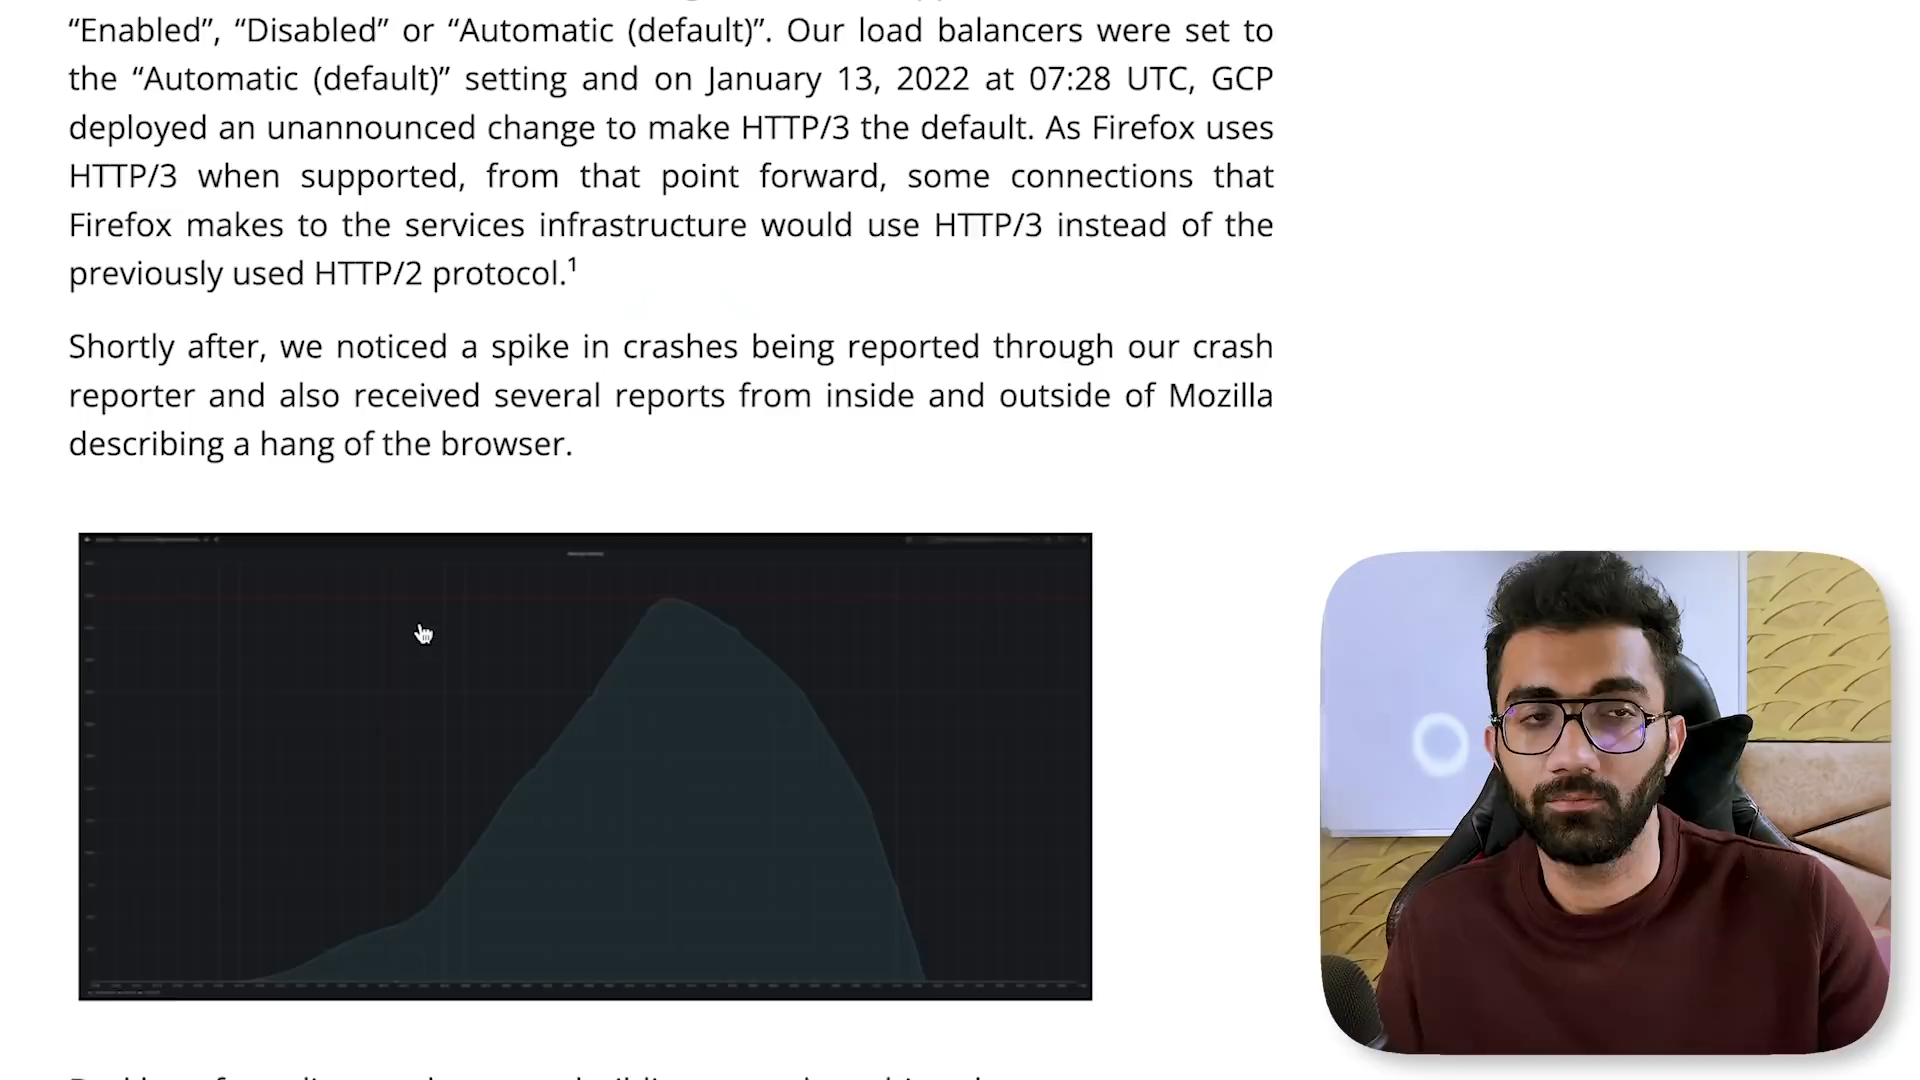 “Enabled”, “Disabled” or “Automatic (default)”. Our load balancers were set to
the “Automatic (default)” setting and on January 13, 2022 at 07:28 UTC, GCP
deployed an unannounced change to make HTTP/3 the default. As Firefox uses
HTTP/3 when supported, from that point forward, some connections that
Firefox makes to the services infrastructure would use HTTP/3 instead of the
previously used HTTP/2 protocol.¹
Shortly after, we noticed a spike in crashes being reported through our crash
reporter and also received several reports from inside and outside of Mozilla
describing a hang of the browser.